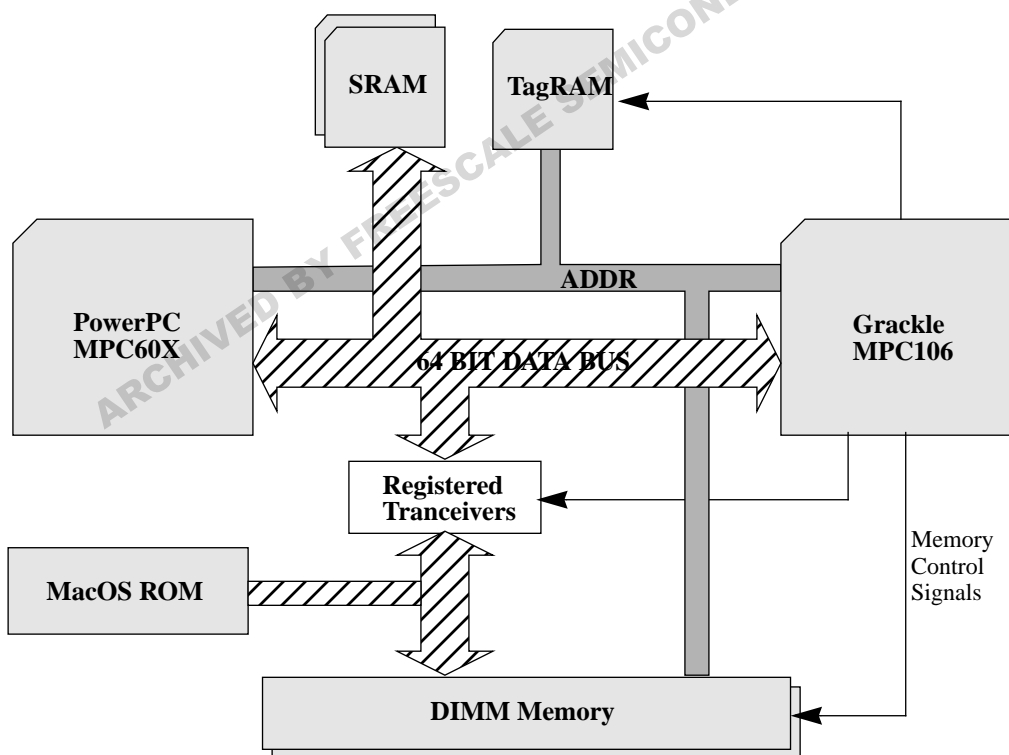 SRAM
TagRAM
ARCHIVED BY FREESCALE SEMICOND
ADDR
PowerPC
MPC60X
Grackle
MPC106
64 BIT DATA BUS
Registered
Tranceivers
Memory
Control
Signals
MacOS ROM
DIMM Memory